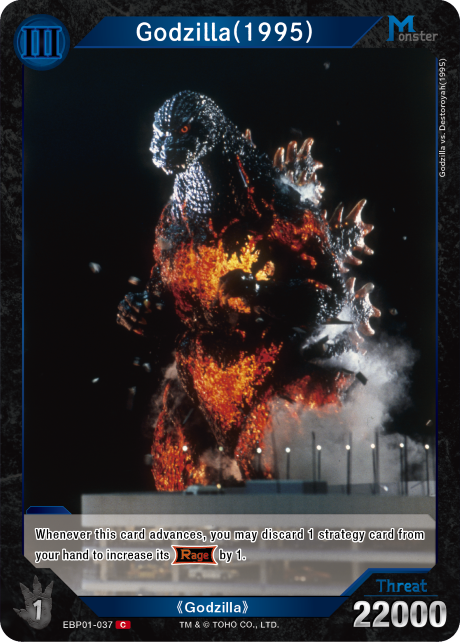 III
Godzilla(1995)
Monster
Godzilla vs. Destoroyah(1995)
Whenever this card advances, you may discard 1 strategy card from
your hand to increase its Rage by 1.
1
《Godzilla》
Threat
22000
EBP01-037 C
TM & © TOHO CO., LTD.